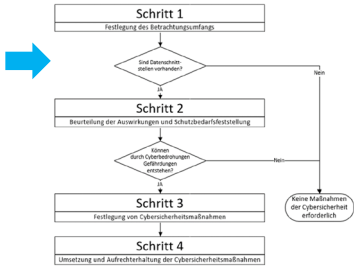 Schritt 1
Festlegung des Betrachtungsumfangs
Sind Datenschnitt-
stellen vorhanden?
Nein
JA
Schritt 2
Beurteilung der Auswirkungen und Schutzbedarfsfeststellung
Können
durch Cyberbedrohungen
Gefährdungen
entstehen?
Nein
JA
Schritt 3
Festlegung von Cybersicherheitsmaßnahmen
Keine Maßnahmen
der Cybersicherheit
erforderlich
Schritt 4
Umsetzung und Aufrechterhaltung der Cybersicherheitsmaßnahmen